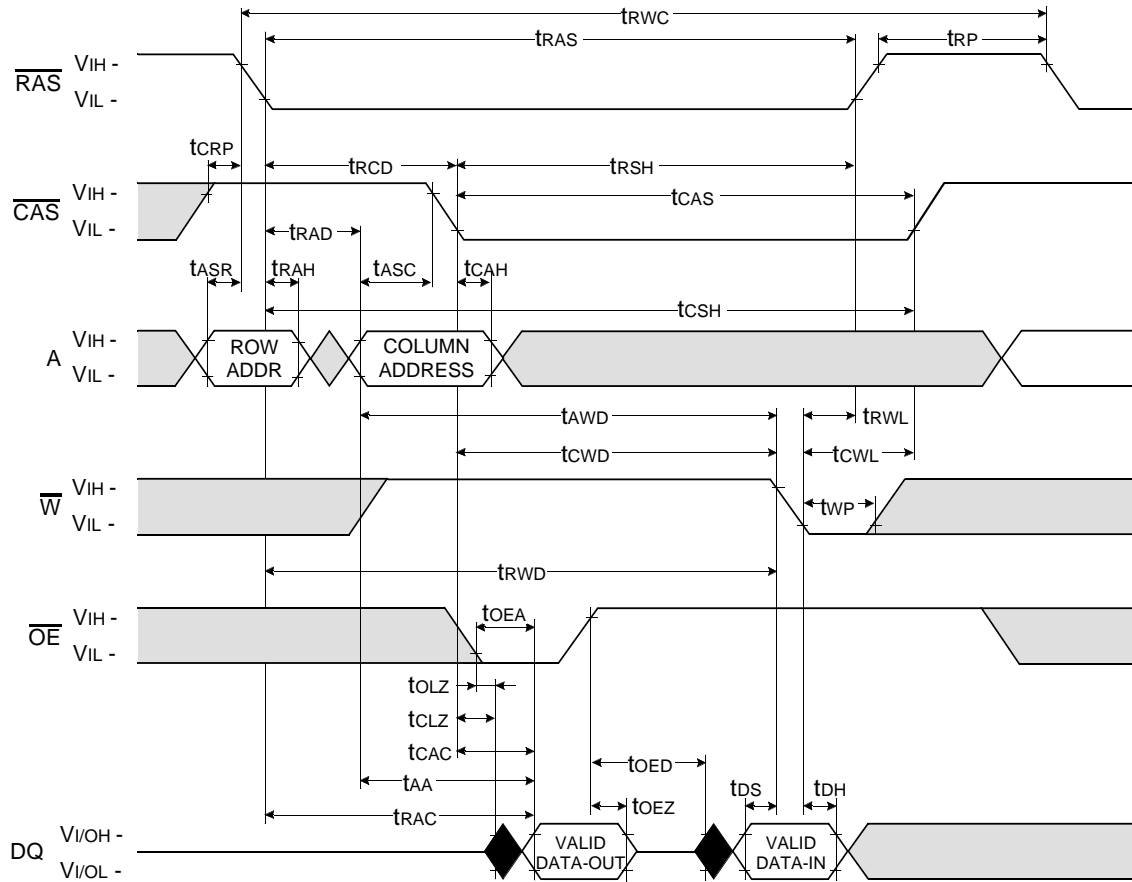 tRWC
tRAS
tRP
RAS
VIH -
VIL -
tCRP
tRCD
tRSH
CAS
VIH -
VIL -
tCAS
tRAD
tASR
tRAH
tASC
tCAH
tCSH
A
VIH -
VIL -
ROW
ADDR
COLUMN
ADDRESS
tAWD
tRWL
tCWD
tCWL
W
VIH -
VIL -
tWP
tRWD
OE
VIH -
VIL -
tOEA
tOLZ
tCLZ
tCAC
tOED
tAA
tDS
tDH
tOEZ
tRAC
DQ
VI/OH -
VI/OL -
VALID
DATA-OUT
VALID
DATA-IN